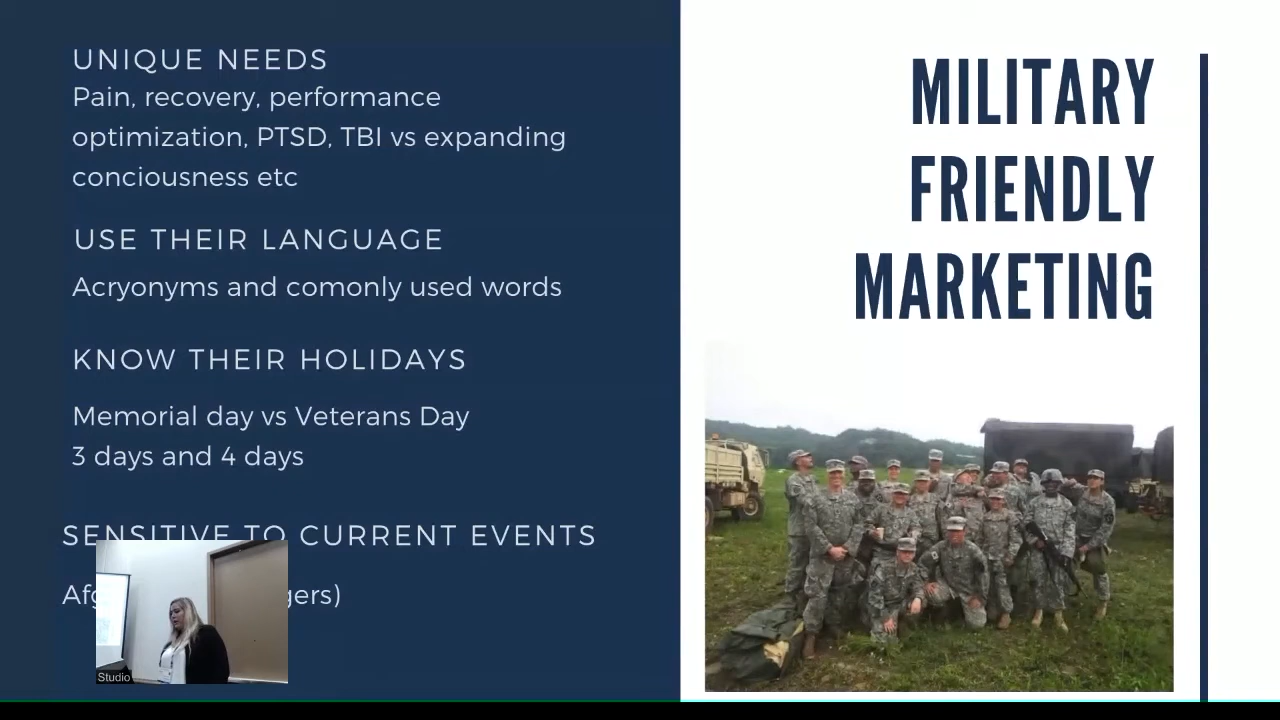 UNIQUE NEEDS
Pain, recovery, performance
optimization, PTSD, TBI vs expanding
conciousness etc
USE THEIR LANGUAGE
Acryonyms and comonly used words
KNOW THEIR HOLIDAYS
Memorial day vs Veterans Day
3 days and 4 days
SENSITIVE TO CURRENT EVENTS
MILITARY
FRIENDLY
MARKETING
Studio